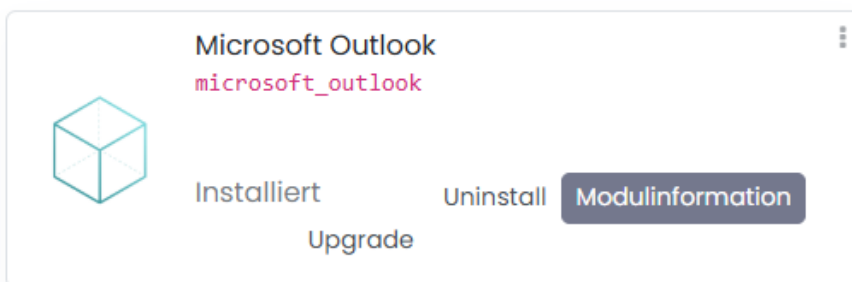 Microsoft Outlook
microsoft_outlook
Installiert
Uninstall
Modulinformation
Upgrade